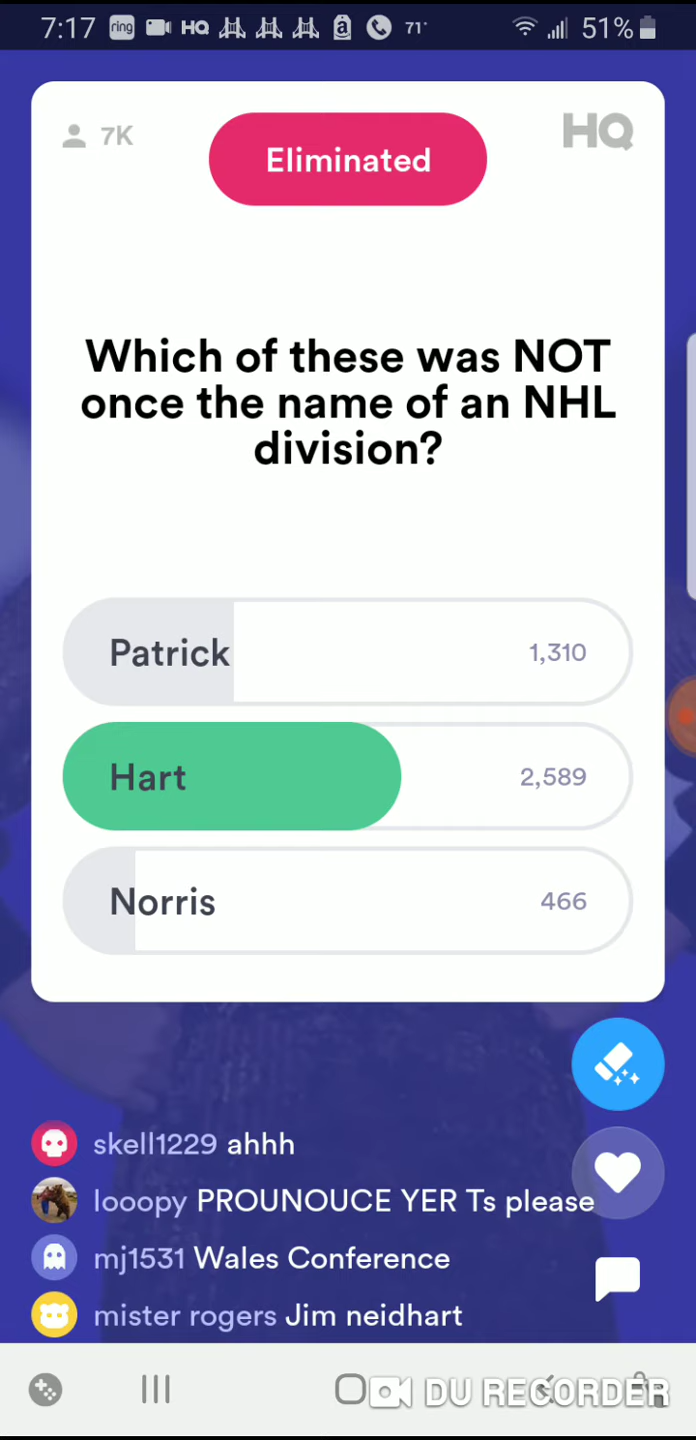 7:17 ring HQ a 71° 51%
7K
Eliminated
HQ
Which of these was NOT
once the name of an NHL
division?
Patrick 1,310
Hart 2,589
Norris 466
skell1229 ahhh
looopy PROUNOUCE YER Ts please
mj1531 Wales Conference
mister rogers Jim neidhart
DU RECORDER